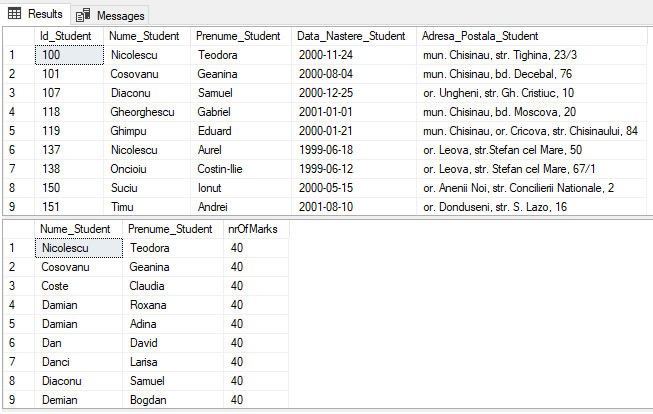 Results Messages
Id_Student Nume_Student Prenume_Student Data_Nastere_Student Adresa_Postala_Student
1 100 Nicolescu Teodora 2000-11-24 mun. Chisinau, str. Tighina, 23/3
2 101 Cosovanu Geanina 2000-08-04 mun. Chisinau, bd. Decebal, 76
3 107 Diaconu Samuel 2000-12-25 or. Ungheni, str. Gh. Cristiuc, 10
4 118 Gheorghescu Gabriel 2001-01-01 mun. Chisinau, bd. Moscova, 20
5 119 Ghimpu Eduard 2000-01-21 mun. Chisinau, or. Cricova, str. Chisinaului, 84
6 137 Nicolescu Aurel 1999-06-18 or. Leova, str.Stefan cel Mare, 50
7 138 Oncioiu Costin-Ilie 1999-06-12 or. Leova, str. Stefan cel Mare, 67/1
8 150 Suciu Ionut 2000-05-15 or. Anenii Noi, str. Concilierii Nationale, 2
9 151 Timu Andrei 2001-08-10 or. Donduseni, str. S. Lazo, 16
Nume_Student Prenume_Student nrOfMarks
1 Nicolescu Teodora 40
2 Cosovanu Geanina 40
3 Coste Claudia 40
4 Damian Roxana 40
5 Damian Adina 40
6 Dan David 40
7 Danci Larisa 40
8 Diaconu Samuel 40
9 Demian Bogdan 40